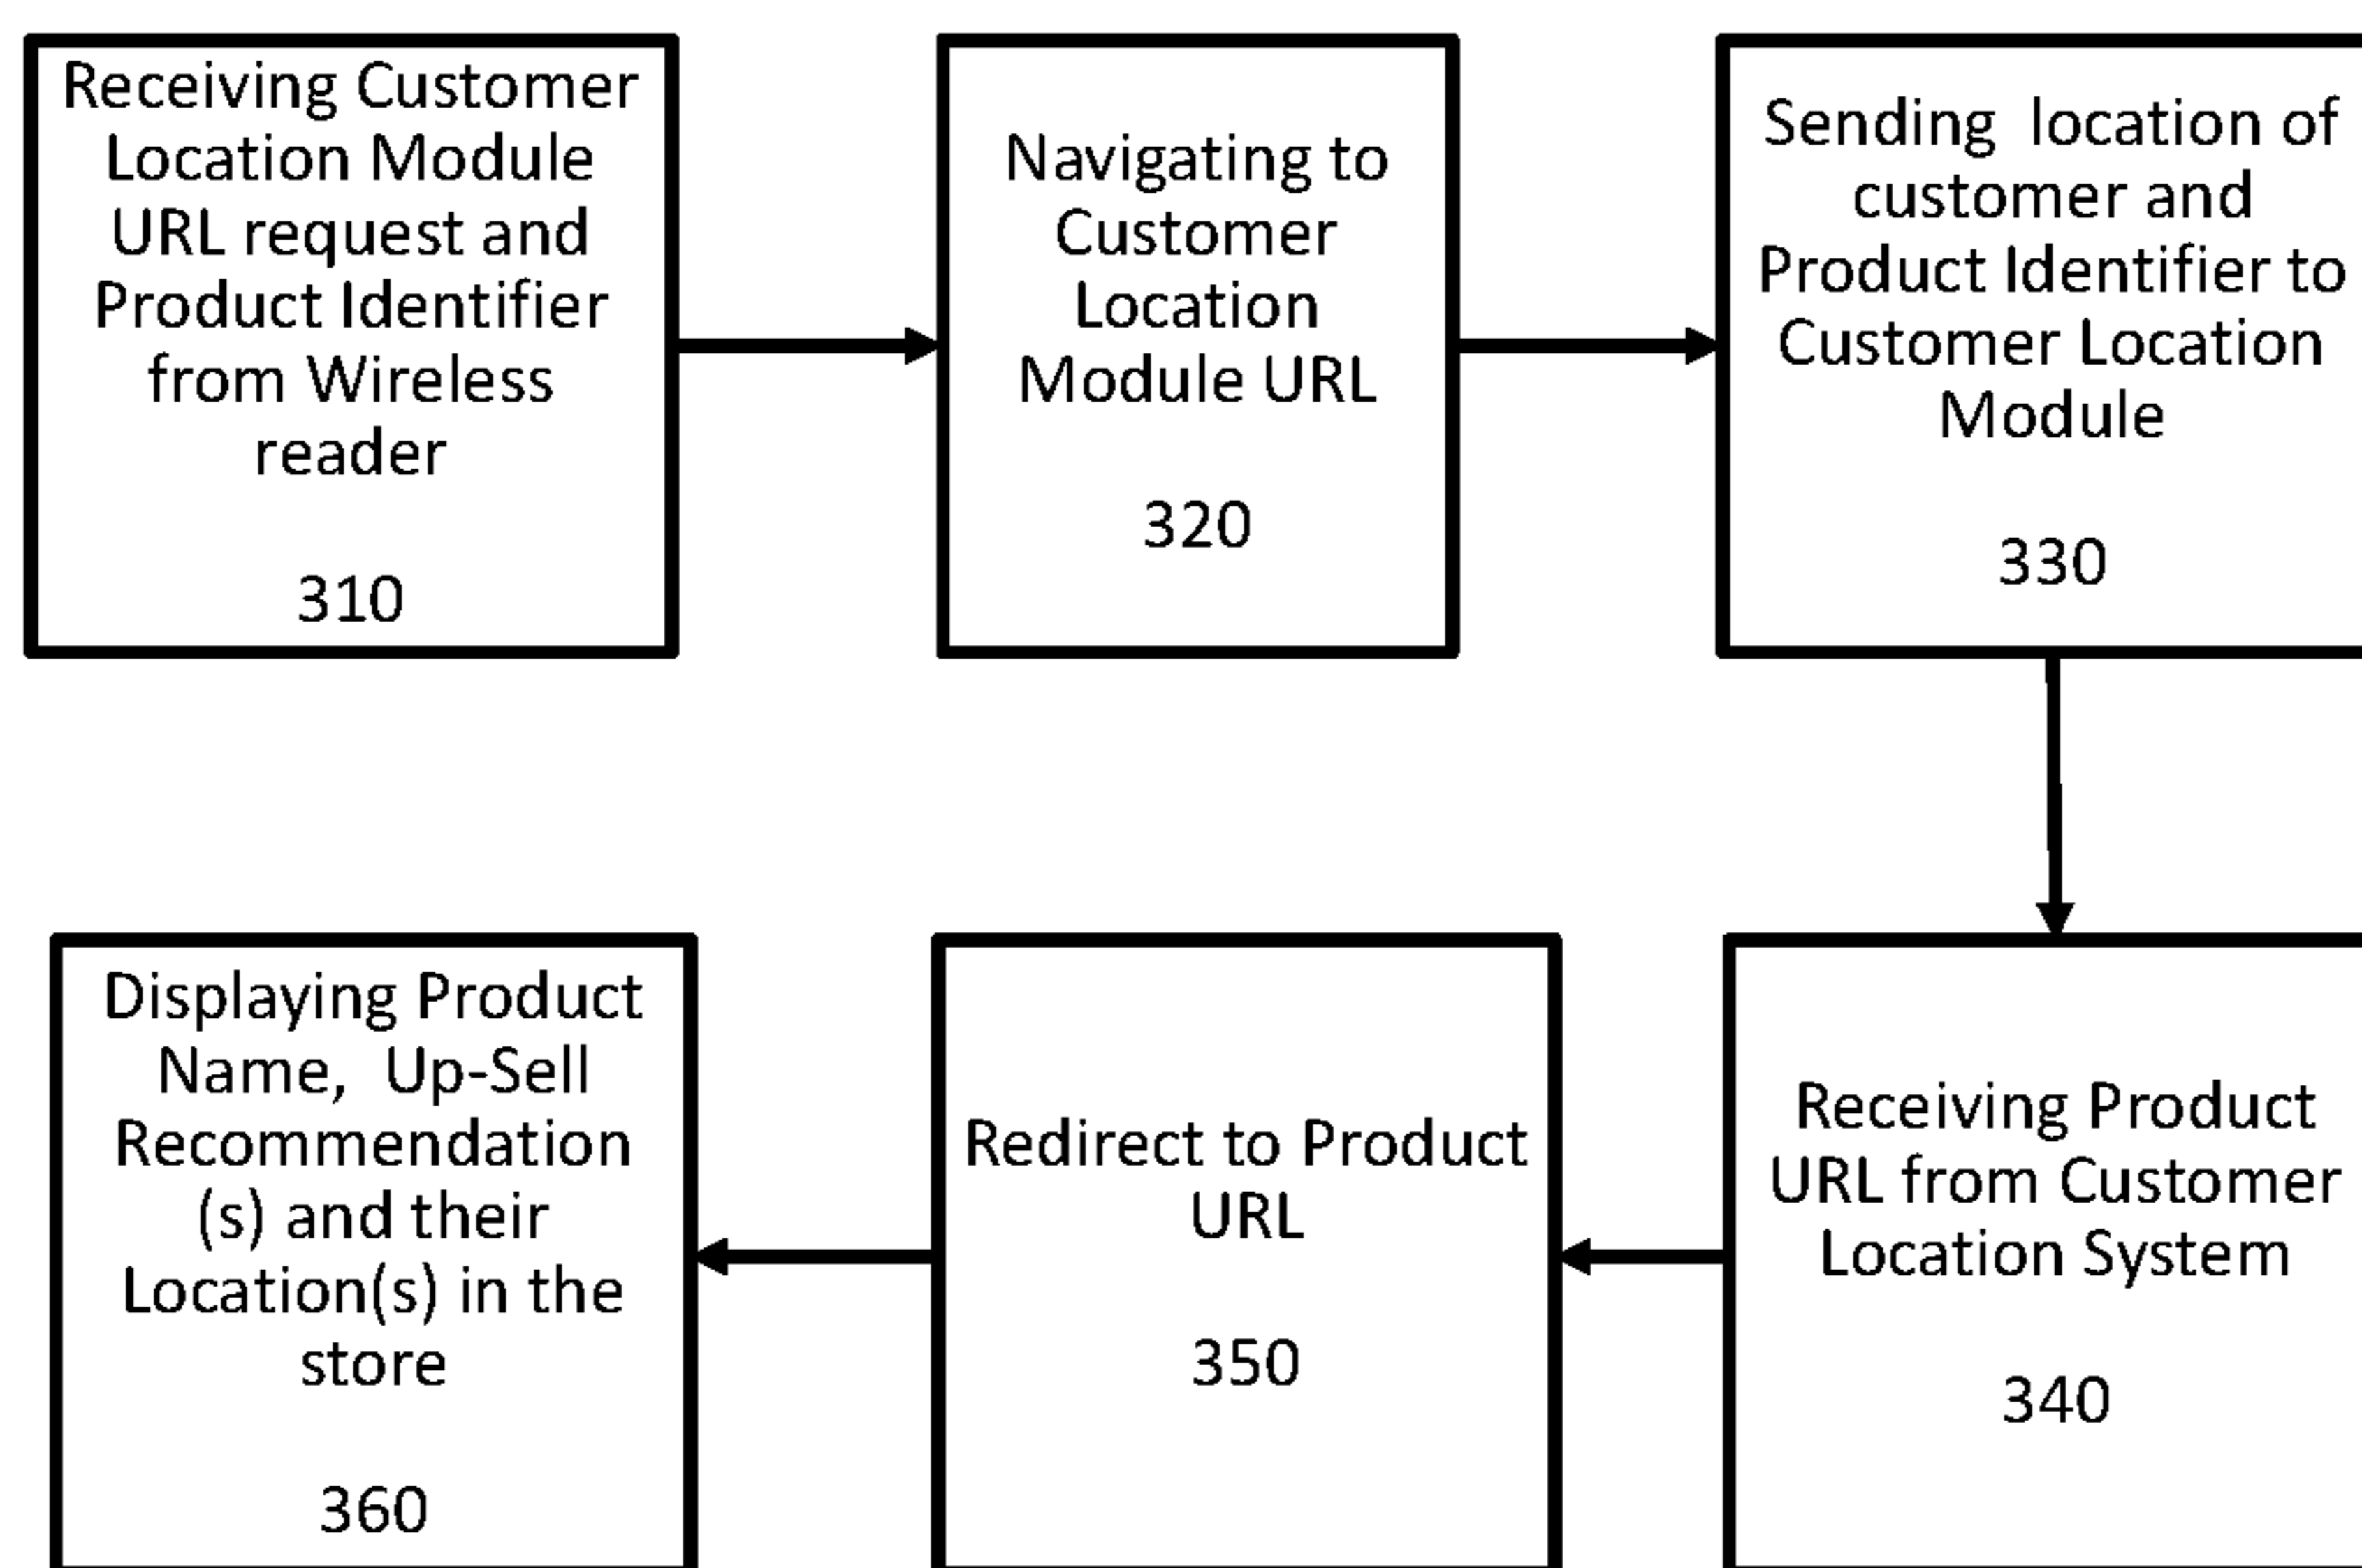 Receiving Customer
Location Module
URL request and
Product Identifier
from Wireless
reader
310
Navigating to
Customer
Location
Module URL
320
Sending location of
customer and
Product Identifier to
Customer Location
Module
330
Receiving Product
URL from Customer
Location System
340
Redirect to Product
URL
350
Displaying Product
Name, Up-Sell
Recommendation
(s) and their
Location(s) in the
store
360